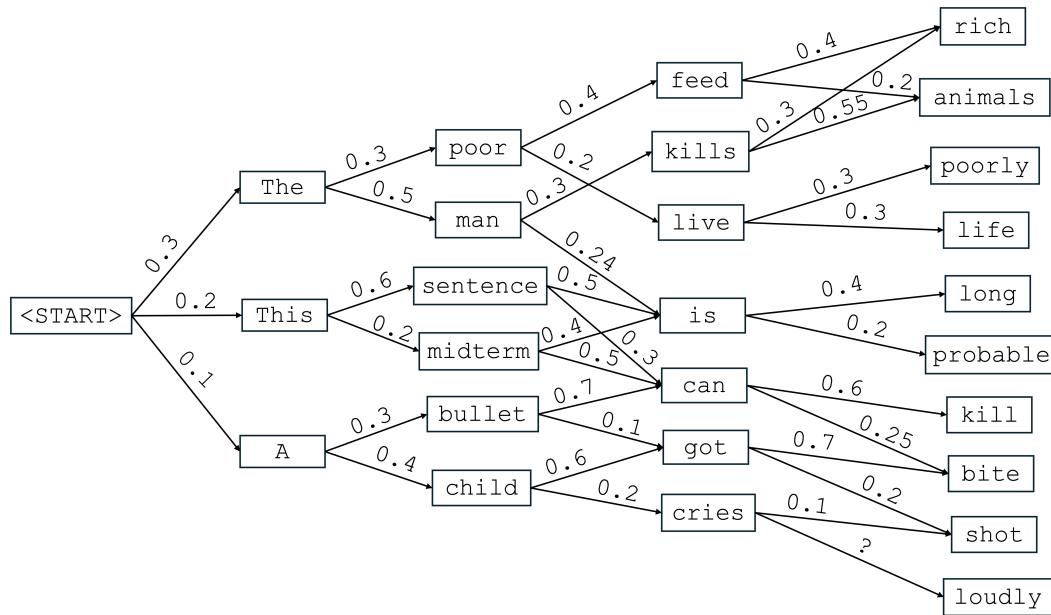 <START>
The
This
A
poor
man
sentence
midterm
bullet
child
feed
kills
live
is
can
got
cries
rich
animals
poorly
life
long
probable
kill
bite
shot
loudly
0.3
0.2
0.1
0.3
0.5
0.6
0.2
0.3
0.4
0.4
0.2
0.3
0.24
0.5
0.3
0.4
0.5
0.7
0.1
0.6
0.2
0.4
0.2
0.3
0.55
0.3
0.3
0.4
0.2
0.6
0.25
0.7
0.2
0.1
?